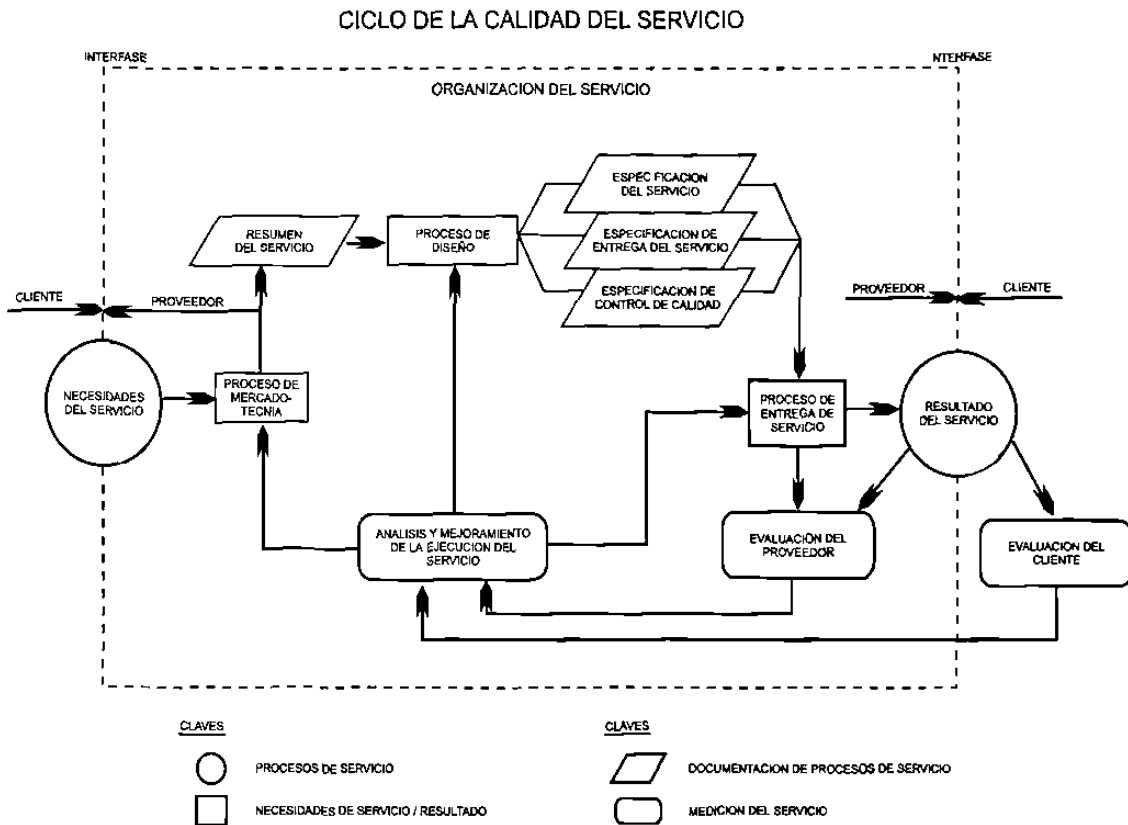 CICLO DE LA CALIDAD DEL SERVICIO
INTERFASE
NTERFASE
ORGANIZACION DEL SERVICIO
ESPEC FICACION
DEL SERVICIO
RESUMEN
DEL SERVICIO
PROCESO DE
DISEÑO
ESPECIFICACION DE
ENTREGA DEL SERVICIO
ESPECIFICACION DE
CONTROL DE CALIDAD
CLIENTE
PROVEEDOR
PROVEEDOR
CLIENTE
NECESIDADES
DEL SERVICIO
PROCESO DE
MERCADO-
TECNIA
PROCESO DE
ENTREGA DE
SERVICIO
RESULTADO
DEL SERVICIO
ANALISIS Y MEJORAMIENTO
DE LA EJECUCION DEL
SERVICIO
EVALUACIÓN DEL
PROVEEDOR
EVALUACION DEL
CLIENTE
CLAVES
PROCESOS DE SERVICIO
NECESIDADES DE SERVICIO / RESULTADO
CLAVES
DOCUMENTACION DE PROCESOS DE SERVICIO
MEDICION DEL SERVICIO